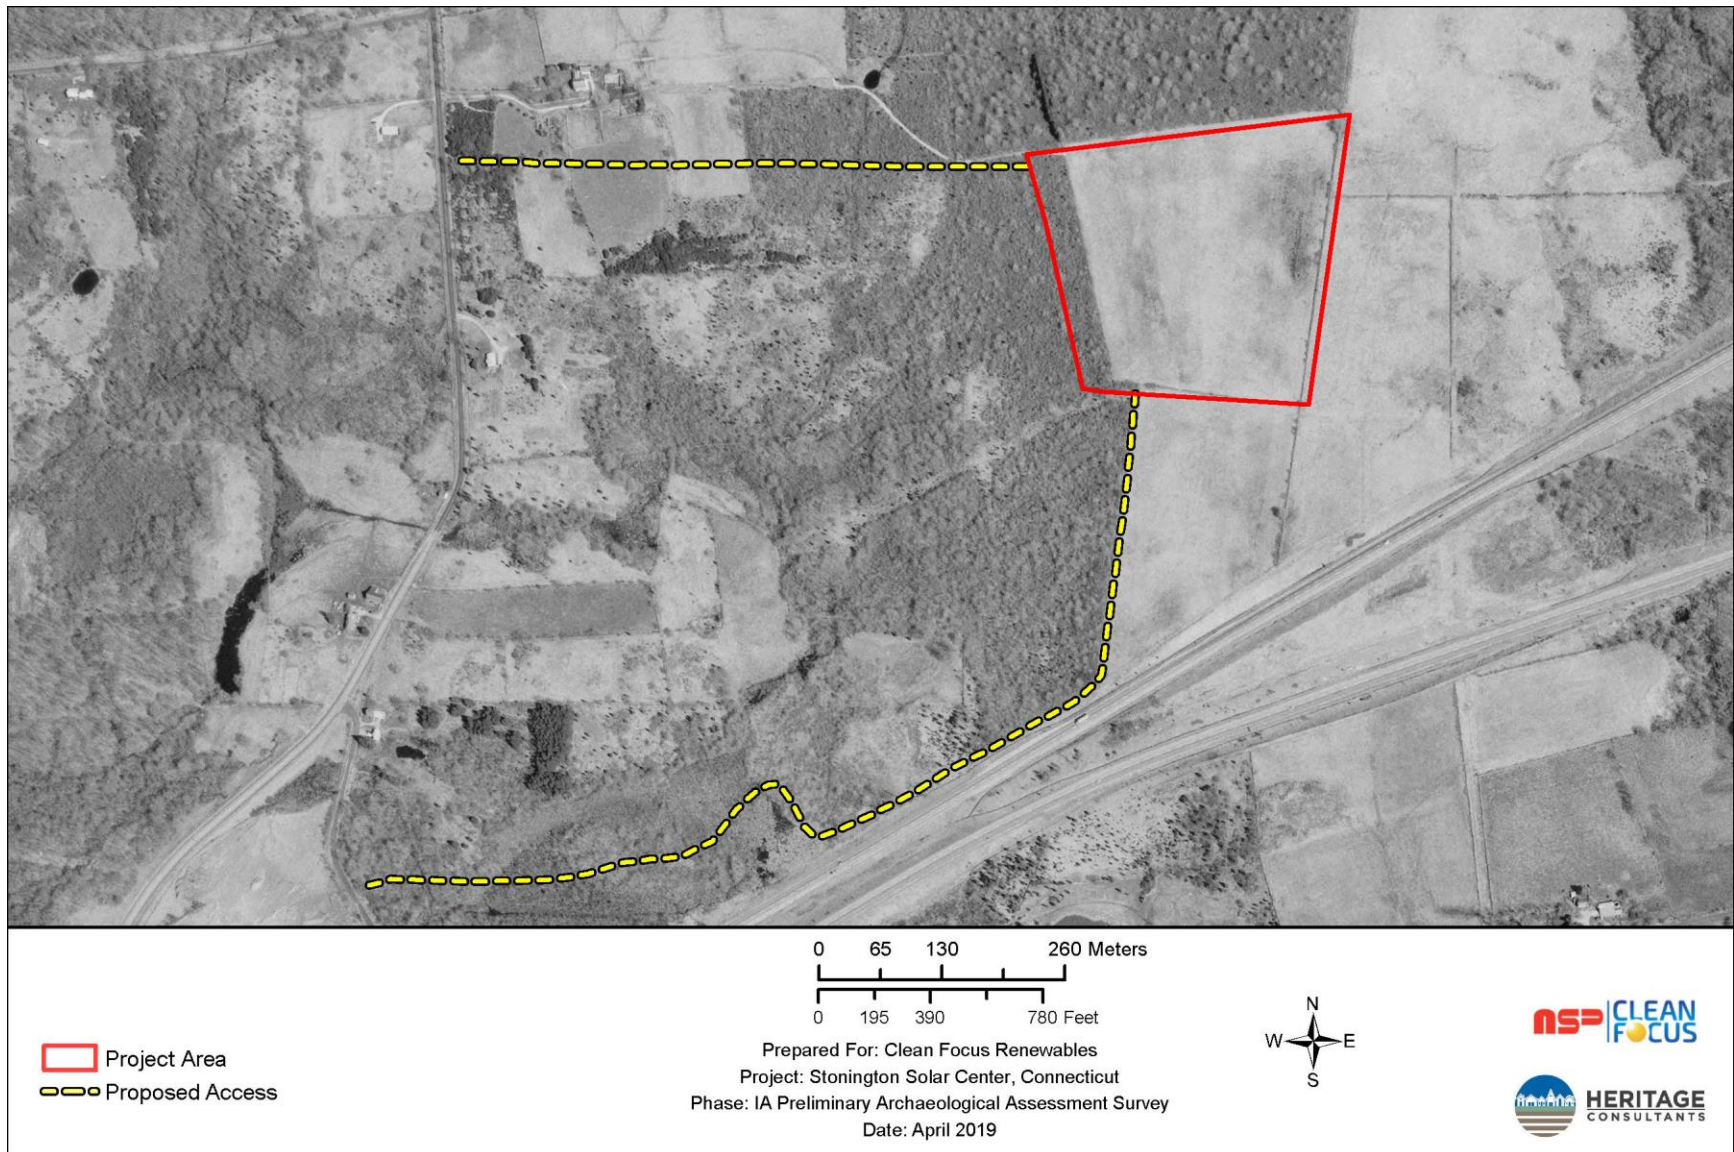 0 65 130 260 Meters
0 195 390 780 Feet
Project Area
Proposed Access
Prepared For: Clean Focus Renewables
Project: Stonington Solar Center, Connecticut
Phase: IA Preliminary Archaeological Assessment Survey
Date: April 2019
N
W E
S
NSP CLEAN
FOCUS
HERITAGE
CONSULTANTS